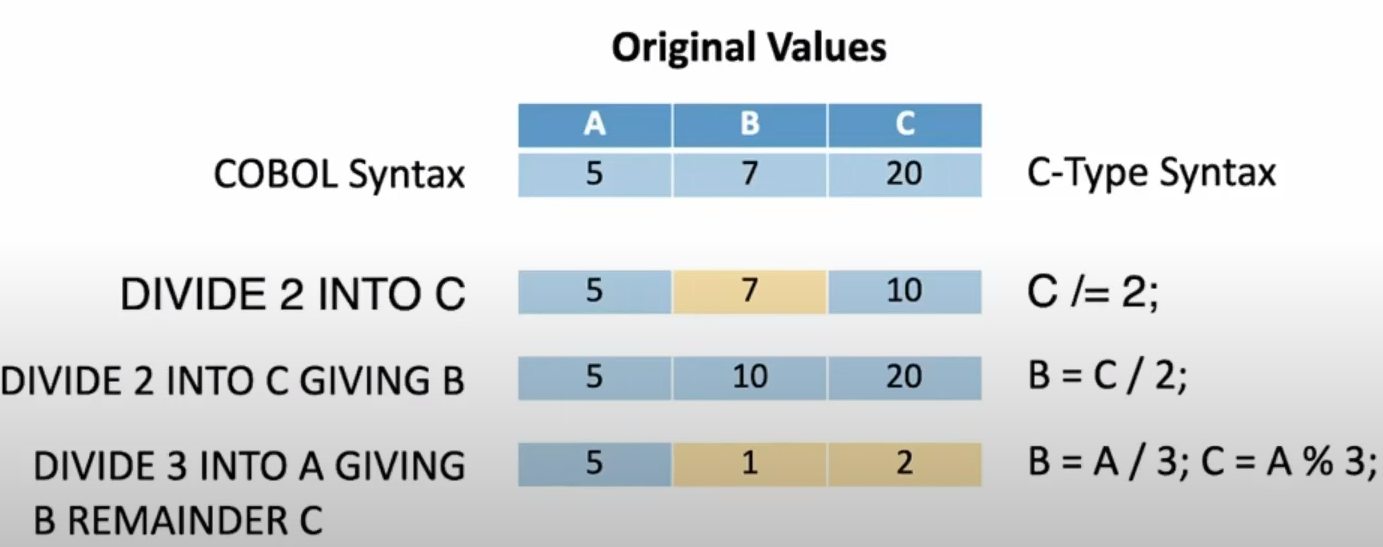 Original Values
A B C
COBOL Syntax 5 7 20 C-Type Syntax
DIVIDE 2 INTO C 5 7 10 C /= 2;
DIVIDE 2 INTO C GIVING B 5 10 20 B = C / 2;
DIVIDE 3 INTO A GIVING 5 1 2 B = A / 3; C = A % 3;
B REMAINDER C